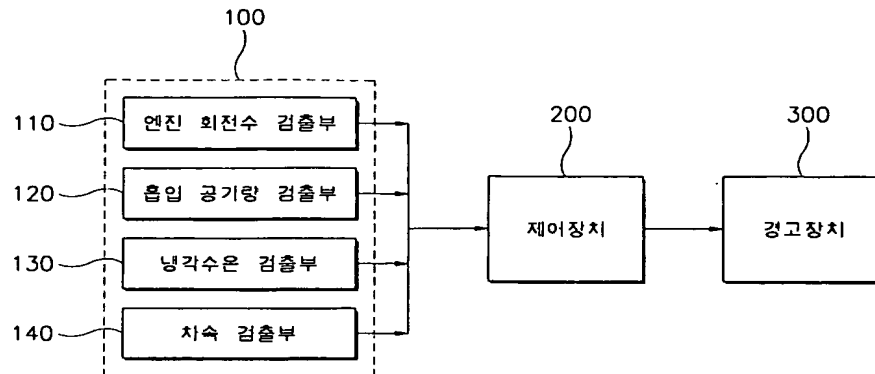 100
110 엔진 회전수 검출부
120 흡입 공기량 검출부
130 냉각수온 검출부
140 차속 검출부
200
제어장치
300
경고장치